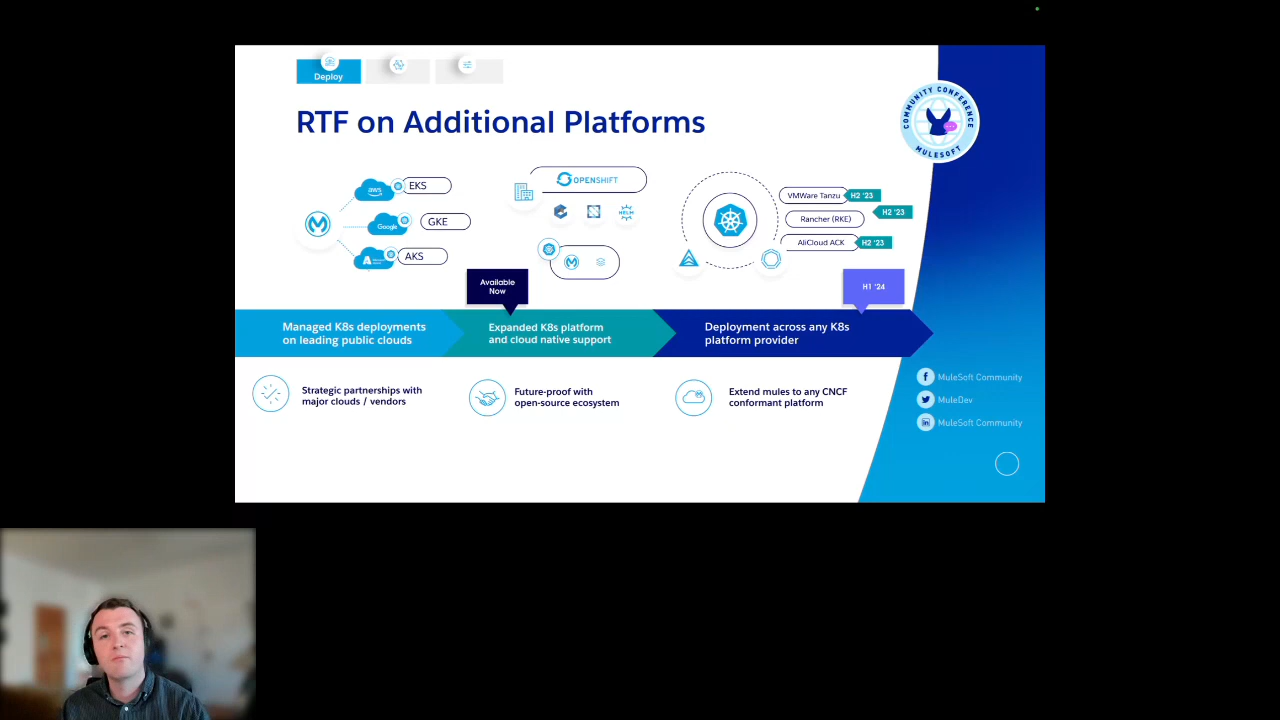 Deploy
RTF on Additional Platforms
COMMUNITY CONFERENCE
MULESOFT
aws
EKS
Google
GKE
AKS
OPENSHIFT
HELM
VMWare Tanzu
H2 '23
Rancher (RKE)
H2 '23
AliCloud ACK
H2 '23
Available
Now
H1 '24
Managed K8s deployments
on leading public clouds
Expanded K8s platform
and cloud native support
Deployment across any K8s
platform provider
Strategic partnerships with
major clouds / vendors
Future-proof with
open-source ecosystem
Extend mules to any CNCF
conformant platform
MuleSoft Community
MuleDev
MuleSoft Community